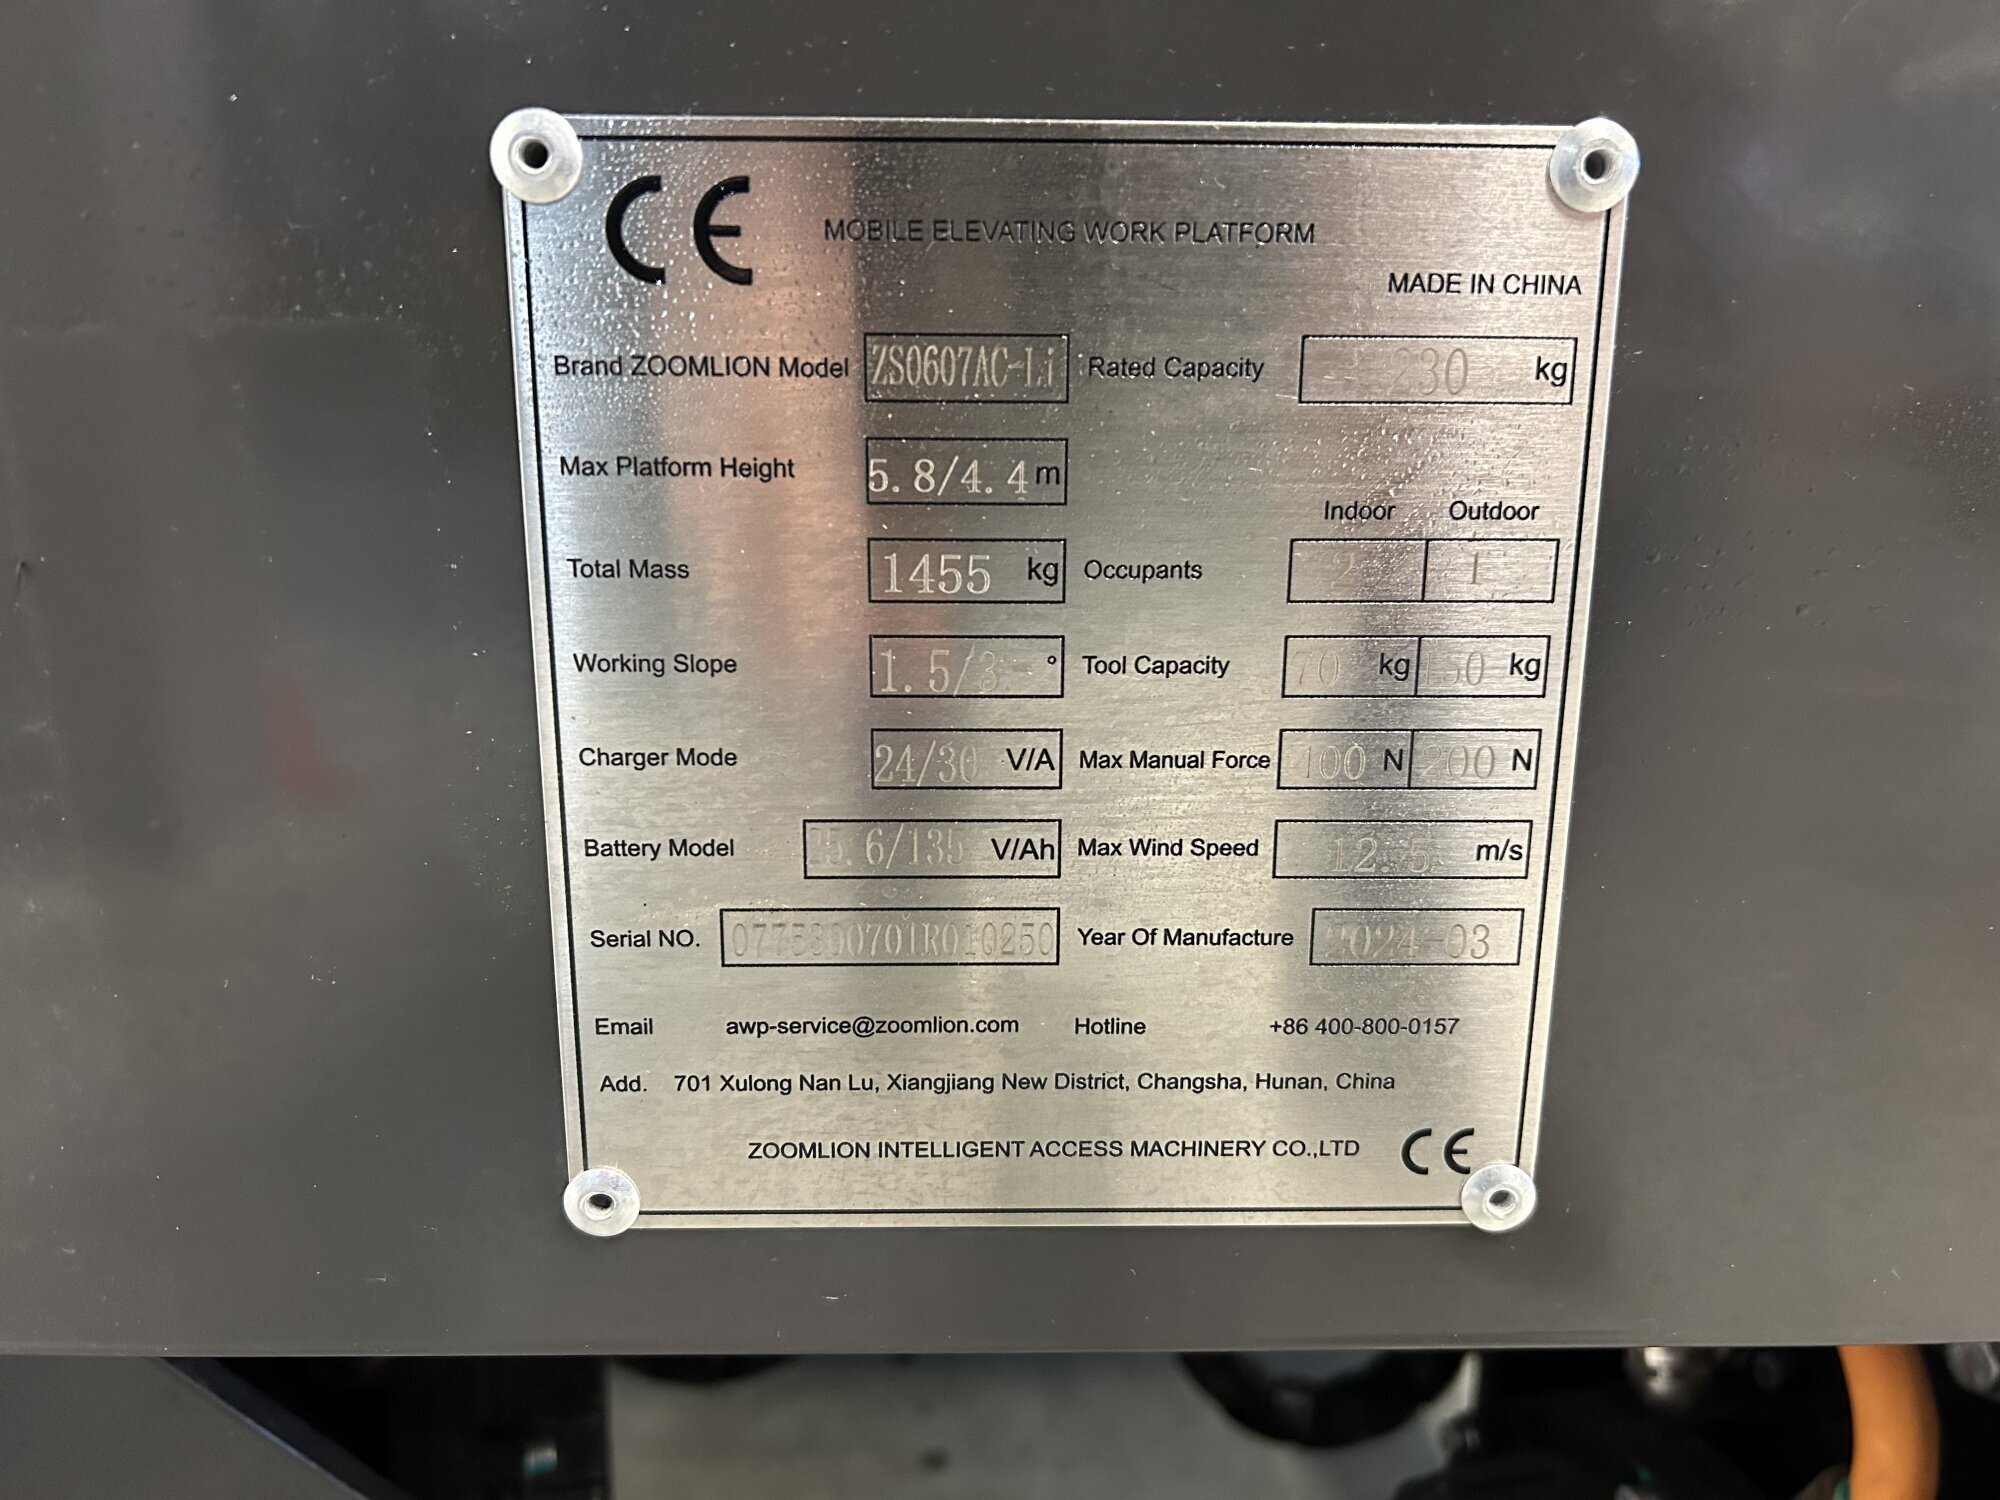 CE MOBILE ELEVATING WORK PLATFORM
MADE IN CHINA
Brand ZOOMLION Model ZS0607AC-Li Rated Capacity 230 kg
Max Platform Height 5.8/4.4 m
Indoor Outdoor
Total Mass 1455 kg Occupants 2 1
Working Slope 1.5/3 ° Tool Capacity 70 kg 150 kg
Charger Mode 24/30 V/A Max Manual Force 400 N 200 N
Battery Model 25.6/135 V/Ah Max Wind Speed 12.5 m/s
Serial NO. Year Of Manufacture 2024-03
Email awp-service@zoomlion.com Hotline +86 400-800-0157
Add. 701 Xulong Nan Lu, Xiangjiang New District, Changsha, Hunan, China
ZOOMLION INTELLIGENT ACCESS MACHINERY CO.,LTD CE